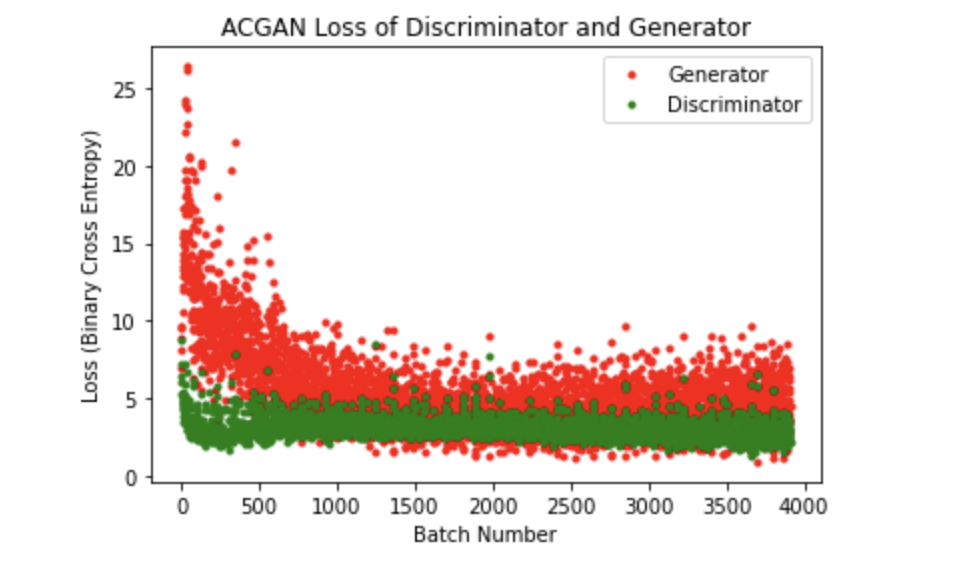 ACGAN Loss of Discriminator and Generator
Generator
Discriminator
Loss (Binary Cross Entropy)
25
20
15
10
5
0
0 500 1000 1500 2000 2500 3000 3500 4000
Batch Number